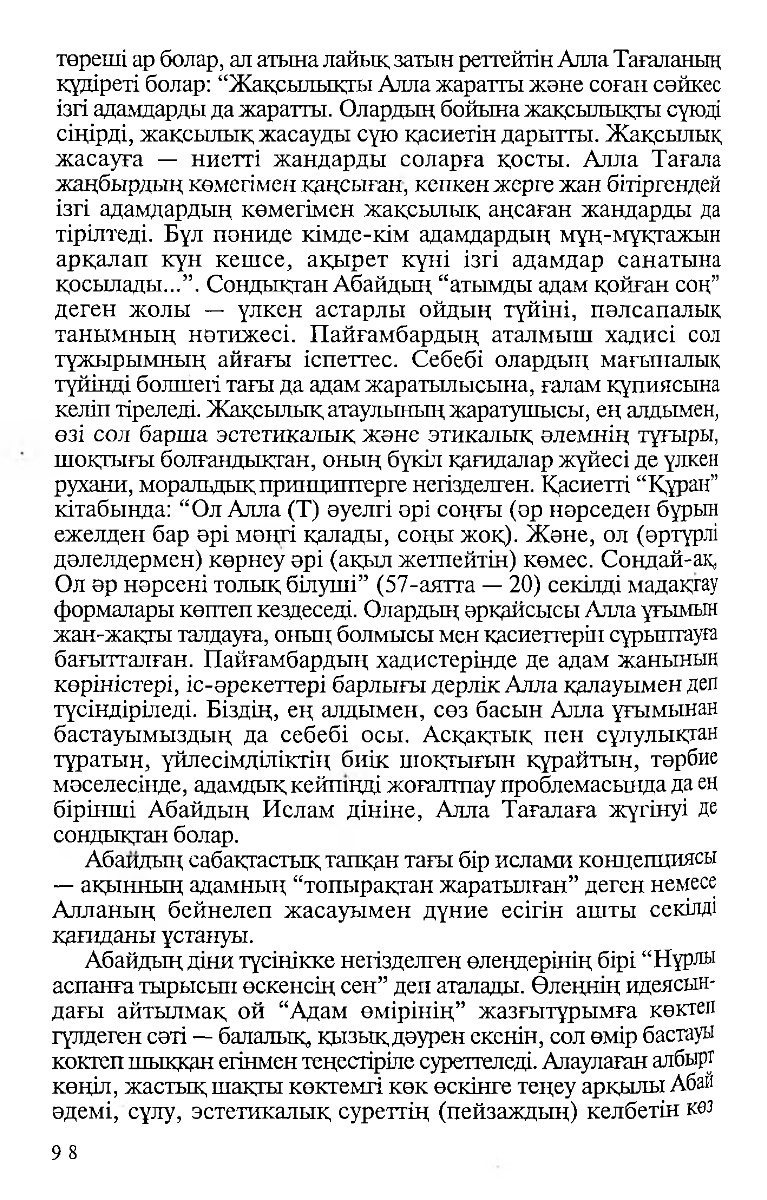 төреші ар болар, ал атына лайық затын реттейтін Алла Тағаланың
құдіреті болар: “Жақсылықты Алла жаратты және соған сәйкес
ізгі адамдарды да жаратты. Олардың бойына жақсылықты сүюді
сіңірді, жақсылық жасауды сүю қасиетін дарытты. Жақсылық
жасауға — ниетті жандарды соларға қосты. Алла Тағала
жаңбырдың көмегімен қаңсыған, кепкен жерге жан бітіргендей
ізгі адамдардың көмегімен жақсылық аңсаған жандарды да
тірілтеді. Бұл пәниде кімде-кім адамдардың мұң-мұқтажын
арқалап күн кешсе, ақырет күні ізгі адамдар санатына
қосылады...”. Сондықтан Абайдың “атымды адам қойған соң”
деген жолы — үлкен астарлы ойдың түйіні, пәлсапалық
танымның нәтижесі. Пайғамбардың аталмыш хадисі сол
тұжырымның айғағы іспеттес. Себебі олардың мағыналық
түйінді бөлшегі тағы да адам жаратылысына, ғалам құпиясына
келіп тіреледі. Жақсылық атаулының жаратушысы, ең алдымен,
өзі сол барша эстетикалық және этикалық әлемнің тұғыры,
шоқтығы болғандықтан, оның бүкіл қағидалар жүйесі де үлкен
рухани, моральдық принциптерге негізделген. Қасиетті “Құран”
кітабында: “Ол Алла (Т) әуелгі әрі соңғы (әр нәрседен бұрын
ежелден бар әрі мәңгі қалады, соңы жоқ). Және, ол (әртүрлі
дәлелдермен) көрнеу әрі (ақыл жетпейтін) көмес. Сондай-ақ,
Ол әр нәрсені толық білуші” (57-аятта — 20) секілді мадақтау
формалары көптеп кездеседі. Олардың әрқайсысы Алла ұғымын
жан-жақты талдауға, оның болмысы мен қасиеттерін сұрыптауға
бағытталған. Пайғамбардың хадистерінде де адам жанының
көріністері, іс-әрекеттері барлығы дерлік Алла қалауымен деп
түсіндіріледі. Біздің, ең алдымен, сөз басын Алла ұғымынан
бастауымыздың да себебі осы. Асқақтық пен сұлулықтан
тұратын, үйлесімділіктің биік шоқтығын құрайтын, тәрбие
мәселесінде, адамдық кейпіңді жоғалтпау проблемасында да ең
бірінші Абайдың Ислам дініне, Алла Тағалаға жүгінуі де
сондықтан болар.
Абайдың сабақтастық тапқан тағы бір ислами концепциясы
— ақынның адамның “топырақтан жаратылған” деген немесе
Алланың бейнелеп жасауымен дүние есігін ашты секілді
қағиданы ұстануы.
Абайдың діни түсінікке негізделген өлеңдерінің бірі “Нұрлы
аспанға тырысып өскенсің сен” деп аталады. Өлеңнің идеясын-
дағы айтылмақ ой “Адам өмірінің” жазғытұрымға көктеп
гүлдеген сәті — балалық, қызық дәурен екенін, сол өмір бастауы
көктеп шыққан егінмен теңестіріле суреттеледі. Алаулаған албырт
көңіл, жастық шақты көктемгі көк өскінге теңеу арқылы Абай
әдемі, сұлу, эстетикалық суреттің (пейзаждың) келбетін көз
98